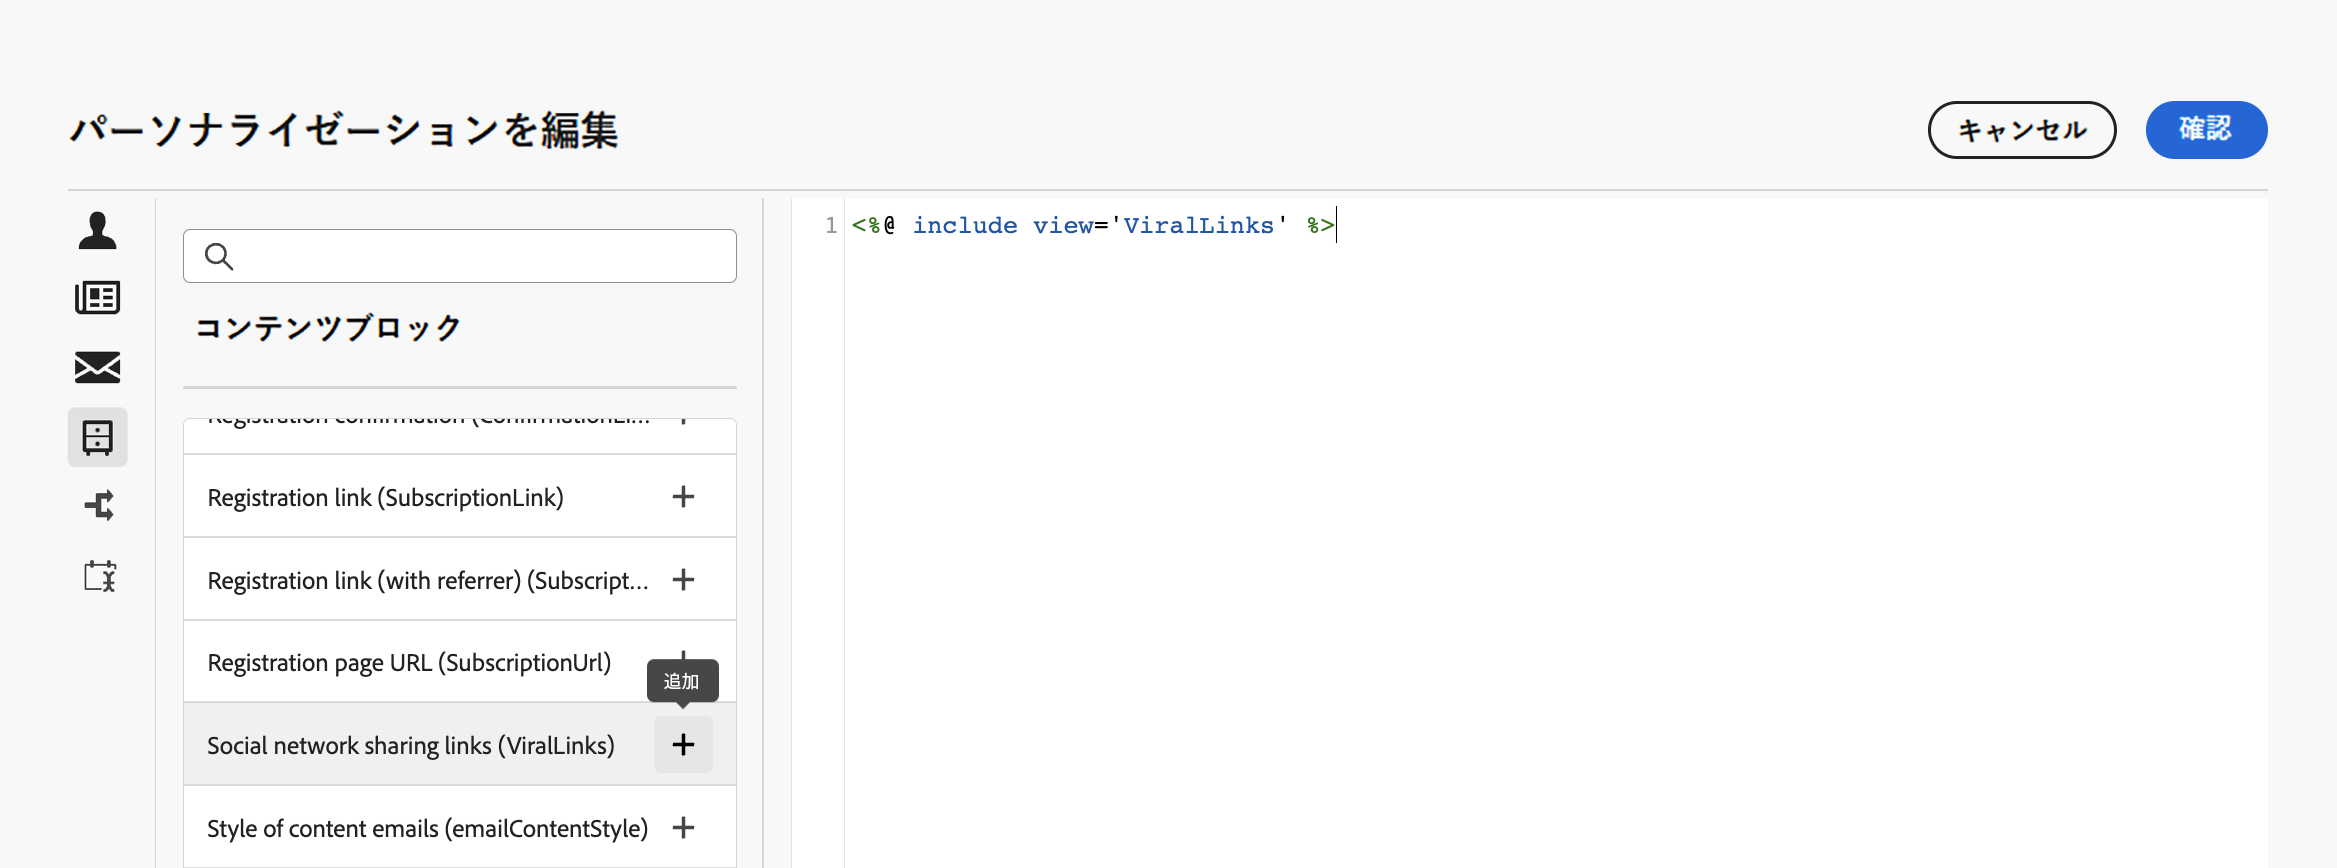 パーソナライゼーションを編集
キャンセル
確認
コンテンツブロック
Registration confirmation (ConfirmationLi...
Registration link (SubscriptionLink)
Registration link (with referrer) (Subscript...
Registration page URL (SubscriptionUrl)
追加
Social network sharing links (ViralLinks)
Style of content emails (emailContentStyle)
1 <%@ include view='ViralLinks' %>